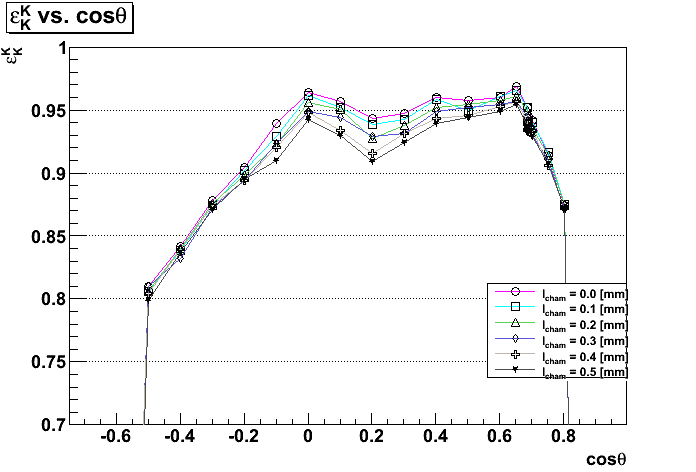 ε_K^K vs. cosθ
ε_K^K
1
0.95
0.9
0.85
0.8
0.75
0.7
l_cham = 0.0 [mm]
l_cham = 0.1 [mm]
l_cham = 0.2 [mm]
l_cham = 0.3 [mm]
l_cham = 0.4 [mm]
l_cham = 0.5 [mm]
-0.6 -0.4 -0.2 0 0.2 0.4 0.6 0.8
cosθ